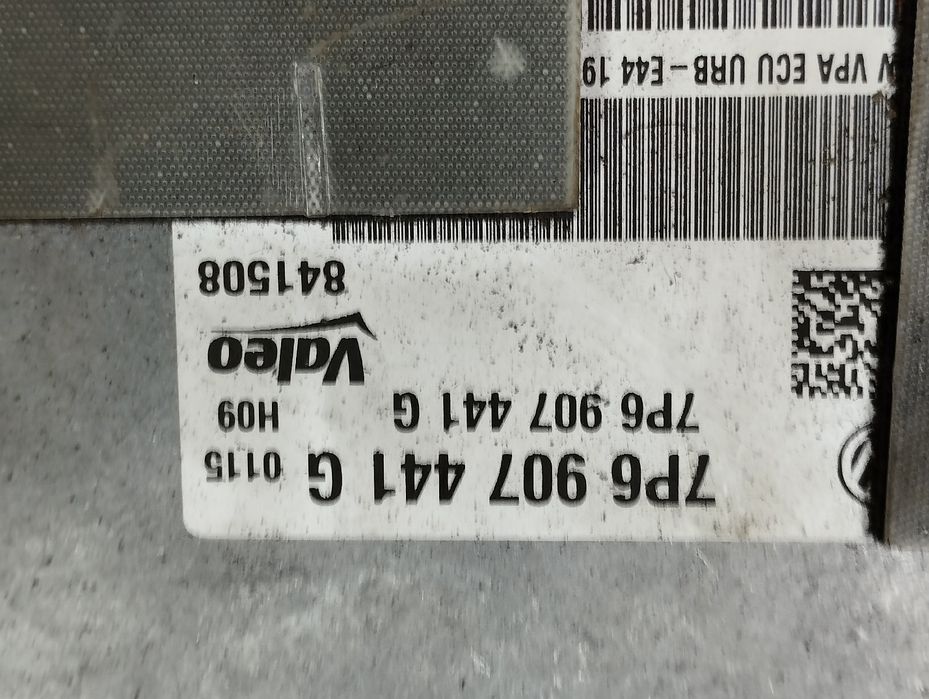 7P6 907 441 G 0115
7P6 907 441 G H09
Valeo
841508
VPA ECU URB-E44 19